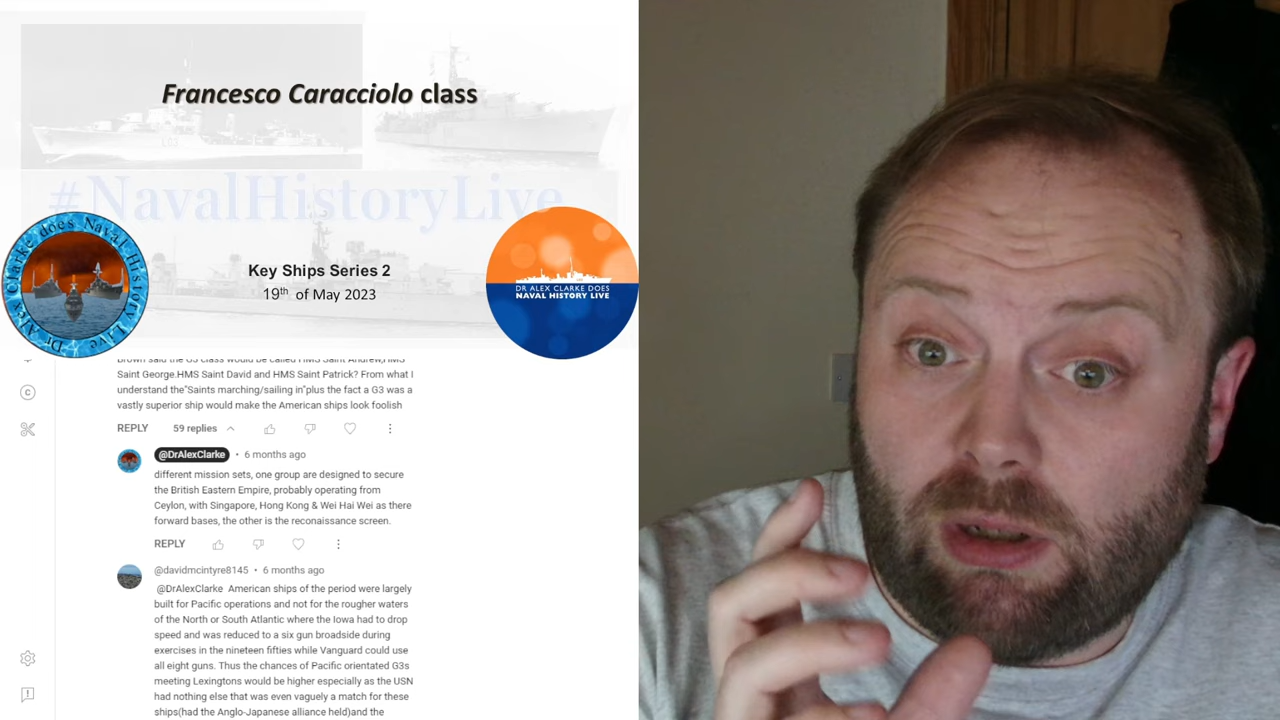 Francesco Caracciolo class
#NavalHistoryLive
Dr Alex Clarke does Naval History Live
Key Ships Series 2
19th of May 2023
DR ALEX CLARKE DOES
NAVAL HISTORY LIVE
Brown said the G3 class would be called HMS Saint Andrew,HMS
Saint George.HMS Saint David and HMS Saint Patrick? From what I
understand the"Saints marching/sailing in"plus the fact a G3 was a
vastly superior ship would make the American ships look foolish
REPLY 59 replies
@DrAlexClarke • 6 months ago
different mission sets, one group are designed to secure
the British Eastern Empire, probably operating from
Ceylon, with Singapore, Hong Kong & Wei Hai Wei as there
forward bases, the other is the reconaissance screen.
REPLY
@davidmcintyre8145 • 6 months ago
@DrAlexClarke American ships of the period were largely
built for Pacific operations and not for the rougher waters
of the North or South Atlantic where the Iowa had to drop
speed and was reduced to a six gun broadside during
exercises in the nineteen fifties while Vanguard could use
all eight guns. Thus the chances of Pacific orientated G3s
meeting Lexingtons would be higher especially as the USN
had nothing else that was even vaguely a match for these
ships(had the Anglo-Japanese alliance held)and the